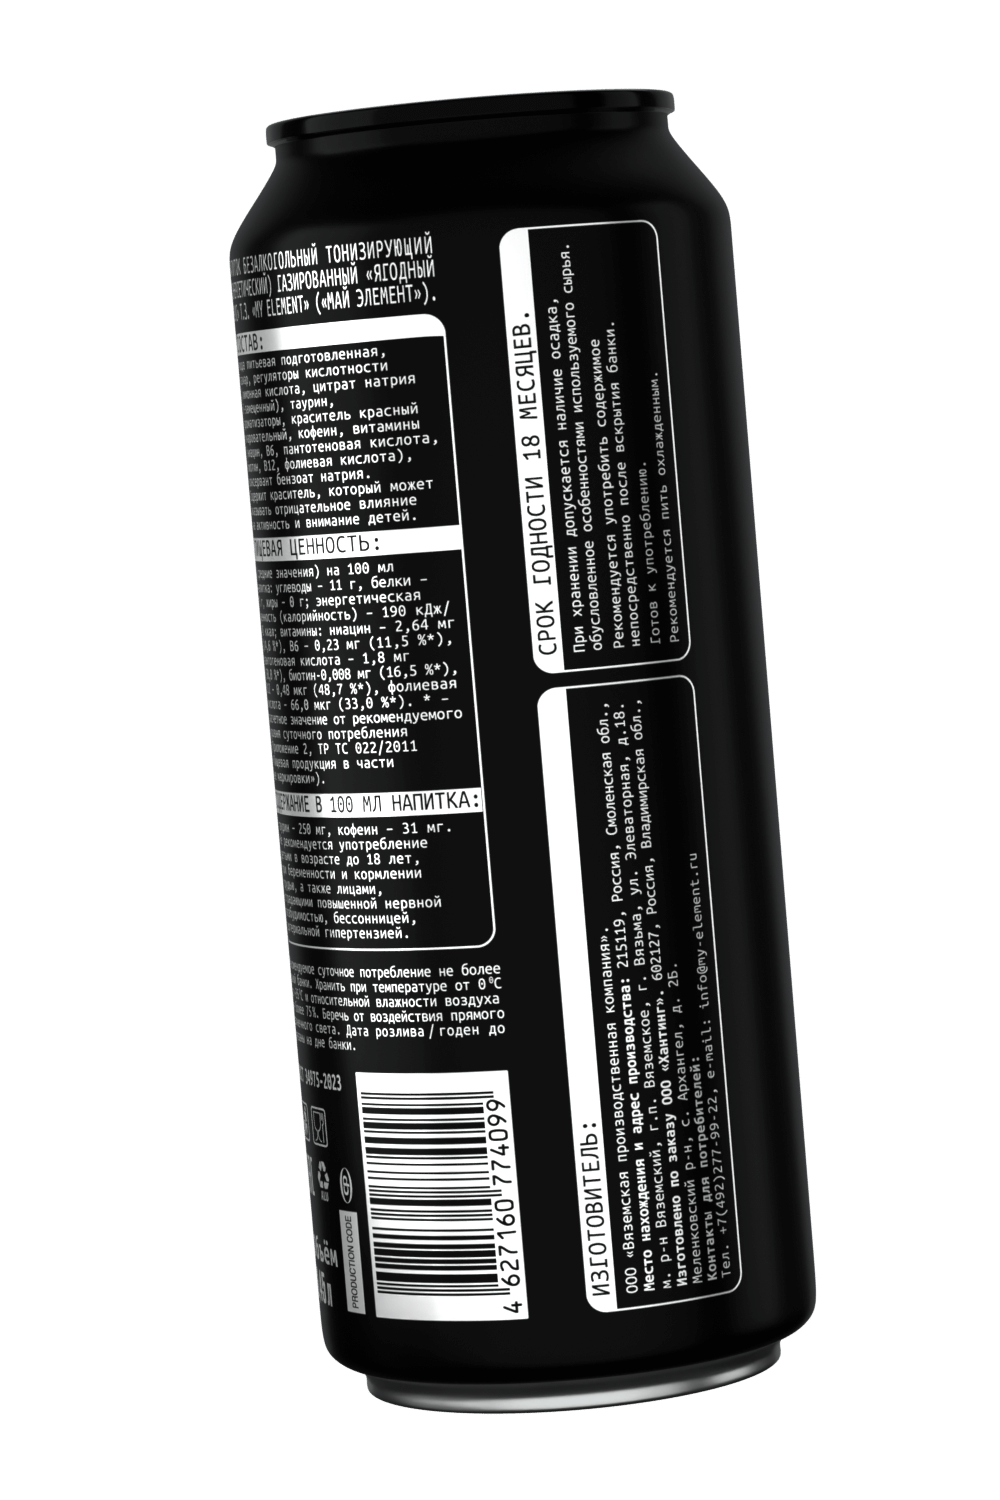 БЕЗАЛКОГОЛЬНЫЙ ТОНИЗИРУЮЩИЙ
ГАЗИРОВАННЫЙ «ЯГОДНЫЙ
Т.З. «MY ELEMENT» («МАЙ ЭЛЕМЕНТ»).
питьевая подготовленная,
регуляторы кислотности
кислота, цитрат натрия
таурин,
краситель красный
кофеин, витамины
B6, пантотеновая кислота,
B12, фолиевая кислота),
бензоат натрия.
краситель, который может
отрицательное влияние
активность и внимание детей.
ЦЕННОСТЬ:
значения) на 100 мл
углеводы – 11 г, белки –
жиры – 0 г; энергетическая
(калорийность) – 190 кДж/
витамины: ниацин – 2,64 мг
B6 – 0,23 мг (11,5 %*),
кислота – 1,8 мг
биотин-0,008 мг (16,5 %*),
0,48 мкг (48,7 %*), фолиевая
66,0 мкг (33,0 %*). * –
значение от рекомендуемого
суточного потребления
2, ТР ТС 022/2011
продукция в части
маркировки»).
В 100 МЛ НАПИТКА:
– 250 мг, кофеин – 31 мг.
рекомендуется употребление
в возрасте до 18 лет,
беременности и кормлении
а также лицами,
повышенной нервной
бессонницей,
гипертензией.
суточное потребление не более
банки. Хранить при температуре от 0°C
и относительной влажности воздуха
75%. Беречь от воздействия прямого
света. Дата розлива / годен до
на дне банки.
34975-2023
PRODUCTION CODE
4 627160 774099
СРОК ГОДНОСТИ 18 МЕСЯЦЕВ.
При хранении допускается наличие осадка,
обусловленное особенностями используемого сырья.
Рекомендуется употребить содержимое
непосредственно после вскрытия банки.
Готов к употреблению.
Рекомендуется пить охлажденным.
ИЗГОТОВИТЕЛЬ:
ООО «Вяземская производственная компания».
Место нахождения и адрес производства: 215119, Россия, Смоленская обл.,
м. р-н Вяземский, г.п. Вяземское, г. Вязьма, ул. Элеваторная, д.18.
Изготовлено по заказу ООО «Хантинг». 602127, Россия, Владимирская обл.,
Меленковский р-н, с. Архангел, д. 2Б.
Контакты для потребителей:
Тел. +7(492)277-99-22, e-mail: info@my-element.ru